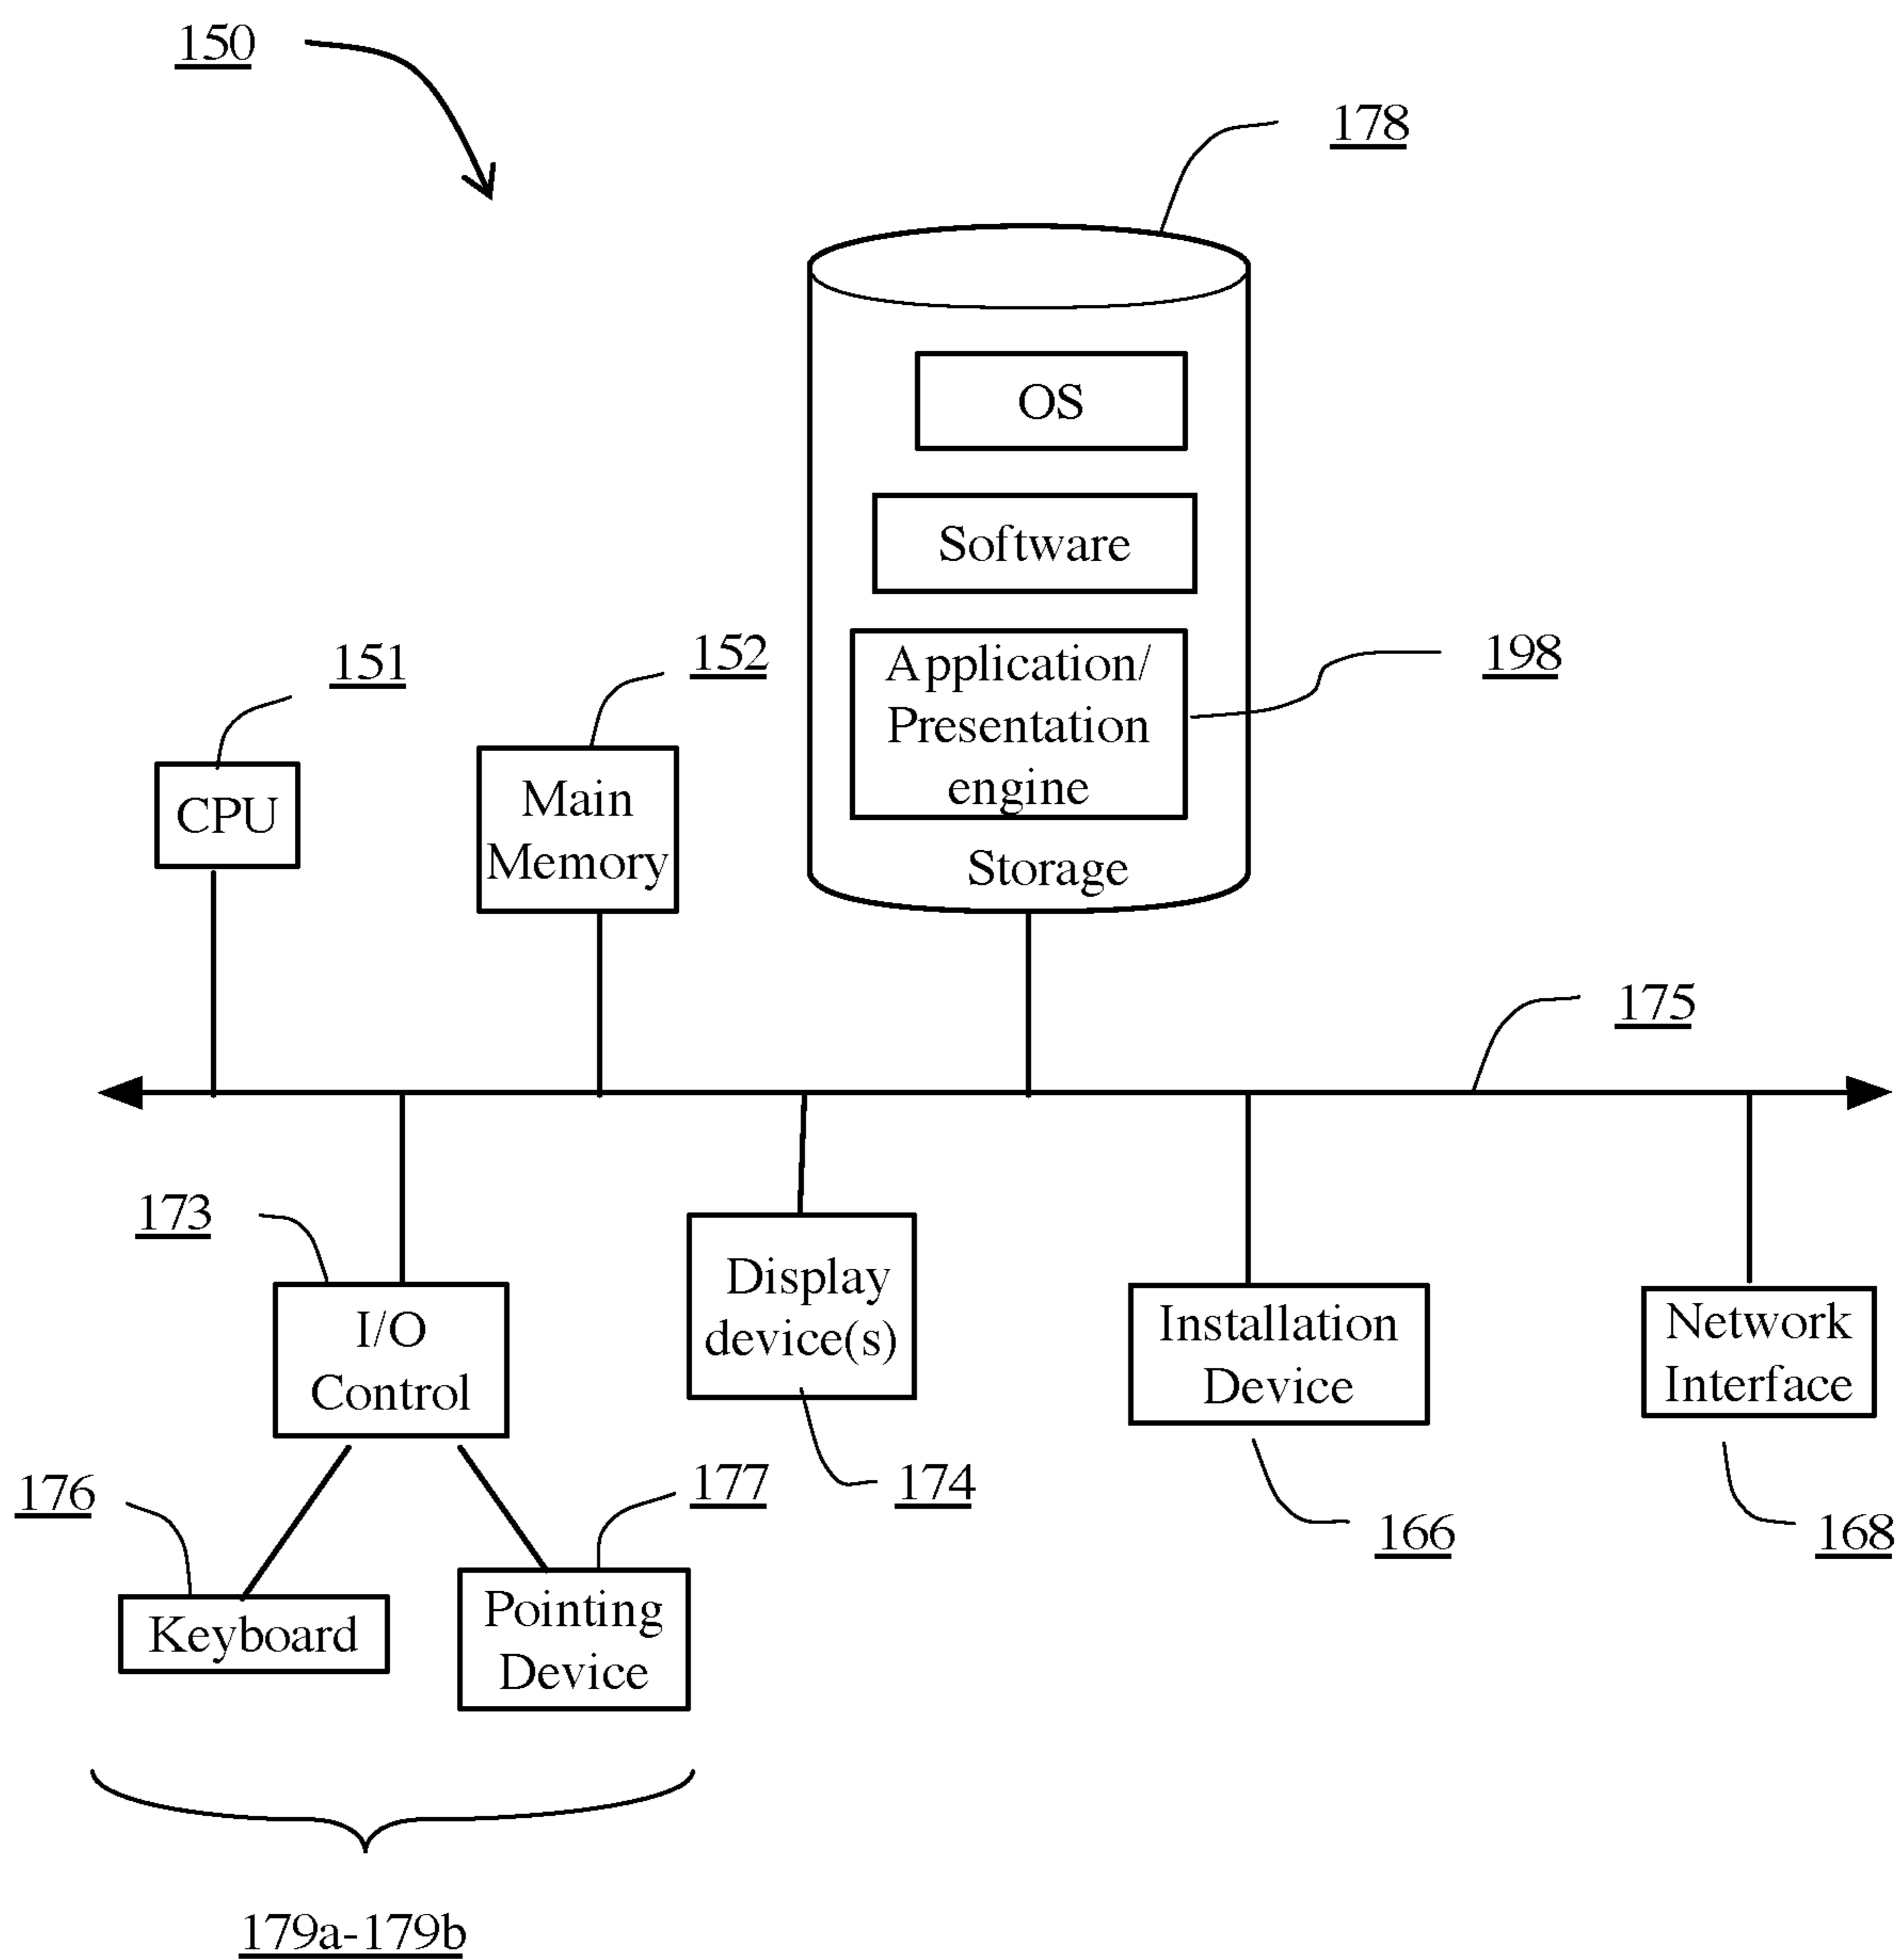 150
178
OS
Software
Application/
Presentation
engine
198
Storage
151
CPU
152
Main
Memory
175
173
I/O
Control
Display
device(s)
174
Installation
Device
166
Network
Interface
168
176
Keyboard
177
Pointing
Device
179a-179b